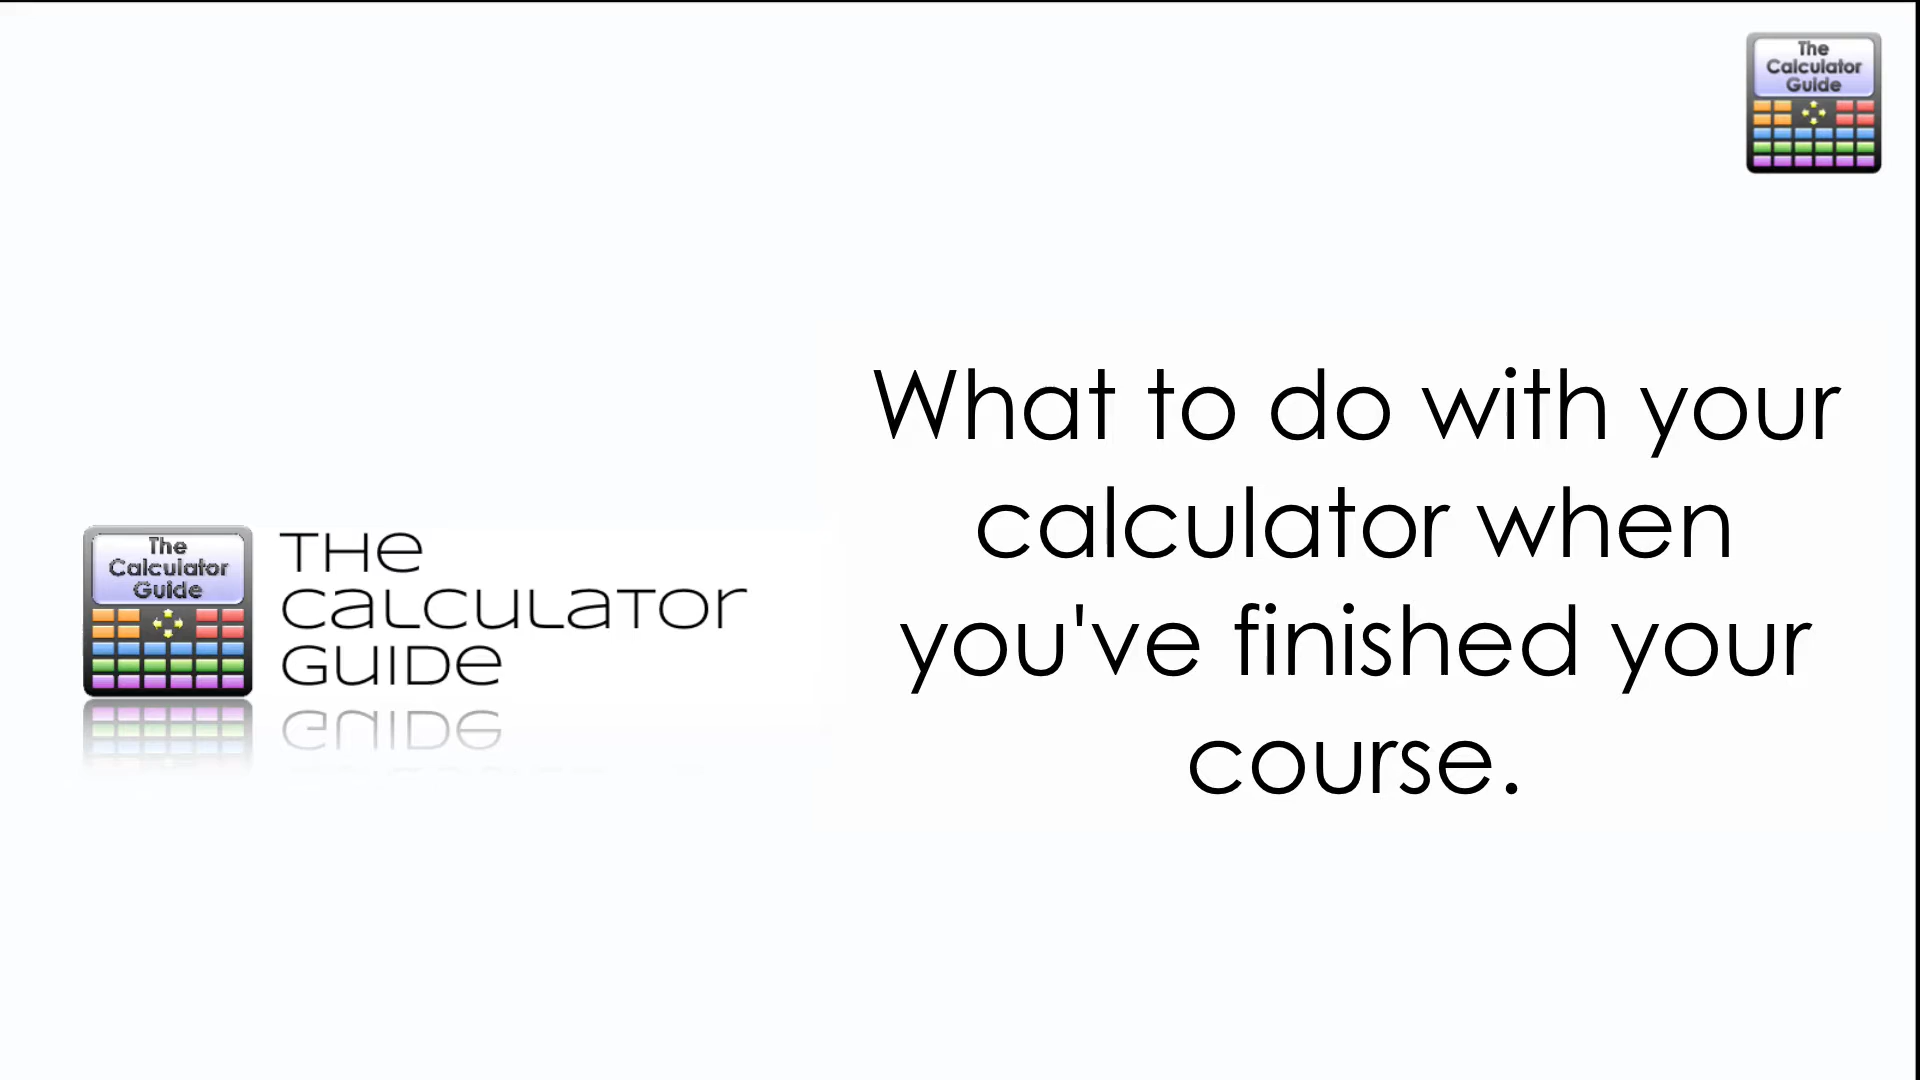 The
Calculator
Guide
What to do with your
calculator when
you've finished your
course.
The
Calculator
Guide
THe
CaLCULaTOr
GUIDe